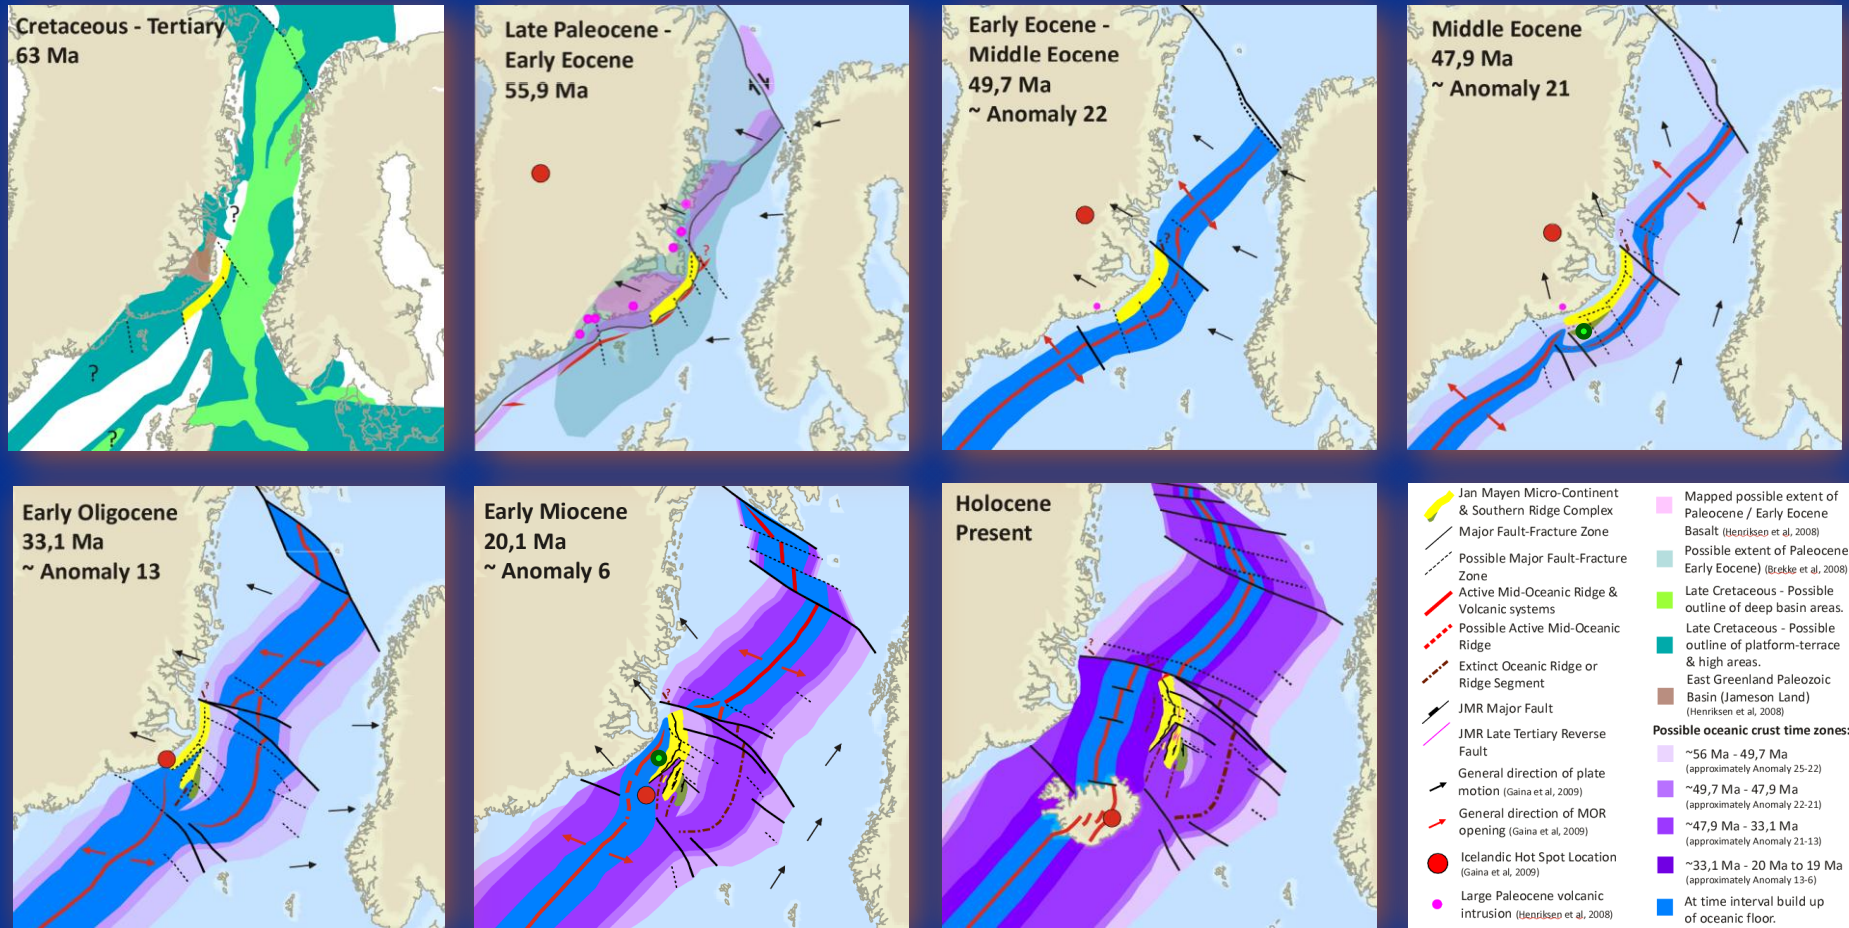 Cretaceous - Tertiary
63 Ma
?
?
?
Late Paleocene -
Early Eocene
55,9 Ma
?
Early Eocene -
Middle Eocene
49,7 Ma
~ Anomaly 22
?
Middle Eocene
47,9 Ma
~ Anomaly 21
?
Early Oligocene
33,1 Ma
~ Anomaly 13
?
Early Miocene
20,1 Ma
~ Anomaly 6
?
Holocene
Present
?
Jan Mayen Micro-Continent
& Southern Ridge Complex
Major Fault-Fracture Zone
Possible Major Fault-Fracture
Zone
Active Mid-Oceanic Ridge &
Volcanic systems
Possible Active Mid-Oceanic
Ridge
Extinct Oceanic Ridge or
Ridge Segment
JMR Major Fault
JMR Late Tertiary Reverse
Fault
General direction of plate
motion (Gaina et al, 2009)
General direction of MOR
opening (Gaina et al, 2009)
Icelandic Hot Spot Location
(Gaina et al, 2009)
Large Paleocene volcanic
intrusion (Henriksen et al, 2008)
Mapped possible extent of
Paleocene / Early Eocene
Basalt (Henriksen et al, 2008)
Possible extent of Paleocene
Early Eocene) (Brekke et al, 2008)
Late Cretaceous - Possible
outline of deep basin areas.
Late Cretaceous - Possible
outline of platform-terrace
& high areas.
East Greenland Paleozoic
Basin (Jameson Land)
(Henriksen et al, 2008)
Possible oceanic crust time zones:
~56 Ma - 49,7 Ma
(approximately Anomaly 25-22)
~49,7 Ma - 47,9 Ma
(approximately Anomaly 22-21)
~47,9 Ma - 33,1 Ma
(approximately Anomaly 21-13)
~33,1 Ma - 20 Ma to 19 Ma
(approximately Anomaly 13-6)
At time interval build up
of oceanic floor.